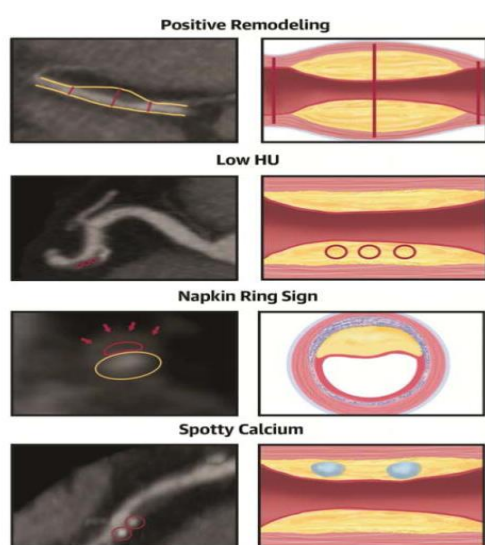 Positive Remodeling
Low HU
Napkin Ring Sign
Spotty Calcium